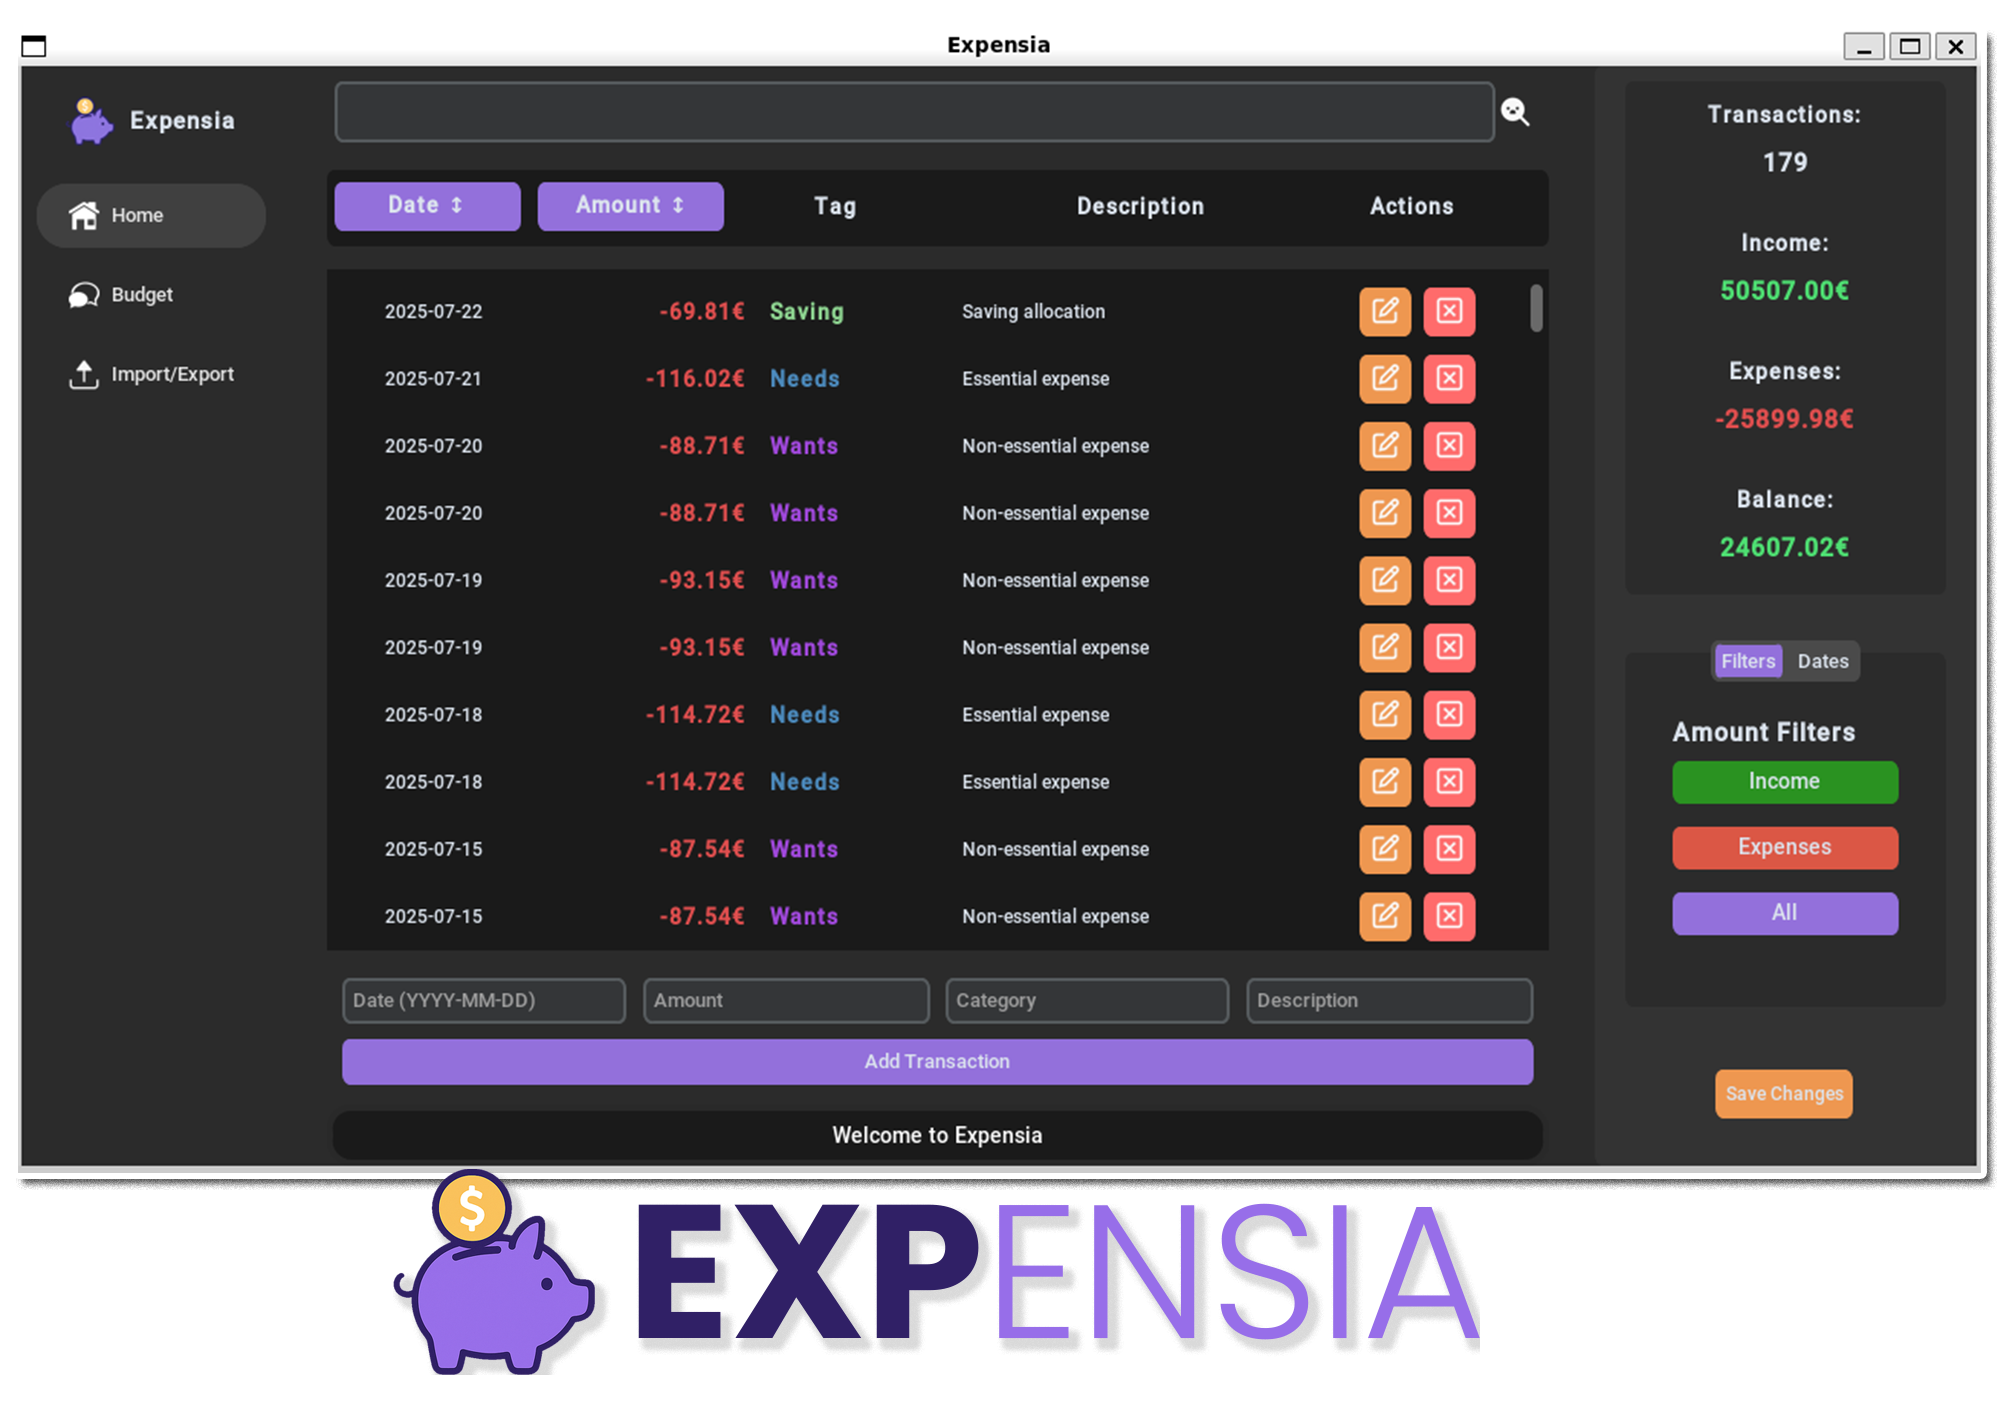 Expensia
Expensia
Home
Budget
Import/Export
Date ↕ Amount ↕ Tag Description Actions
2025-07-22 -69.81€ Saving Saving allocation
2025-07-21 -116.02€ Needs Essential expense
2025-07-20 -88.71€ Wants Non-essential expense
2025-07-20 -88.71€ Wants Non-essential expense
2025-07-19 -93.15€ Wants Non-essential expense
2025-07-19 -93.15€ Wants Non-essential expense
2025-07-18 -114.72€ Needs Essential expense
2025-07-18 -114.72€ Needs Essential expense
2025-07-15 -87.54€ Wants Non-essential expense
2025-07-15 -87.54€ Wants Non-essential expense
Date (YYYY-MM-DD) Amount Category Description
Add Transaction
Welcome to Expensia
Transactions:
179
Income:
50507.00€
Expenses:
-25899.98€
Balance:
24607.02€
Filters Dates
Amount Filters
Income
Expenses
All
Save Changes
$
EXPENSIA